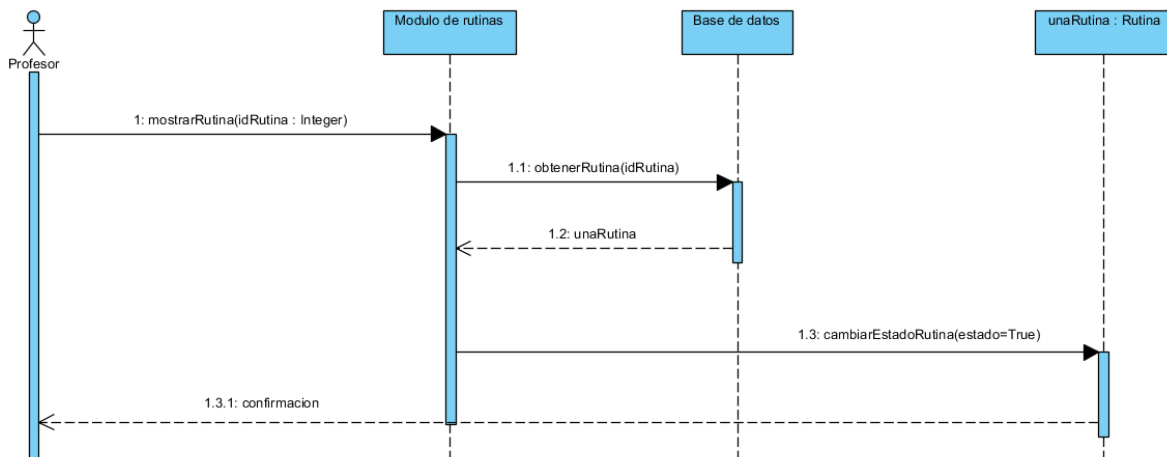 Modulo de rutinas
Base de datos
unaRutina : Rutina
Profesor
1: mostrarRutina(idRutina : Integer)
1.1: obtenerRutina(idRutina)
1.2: unaRutina
1.3: cambiarEstadoRutina(estado=True)
1.3.1: confirmacion